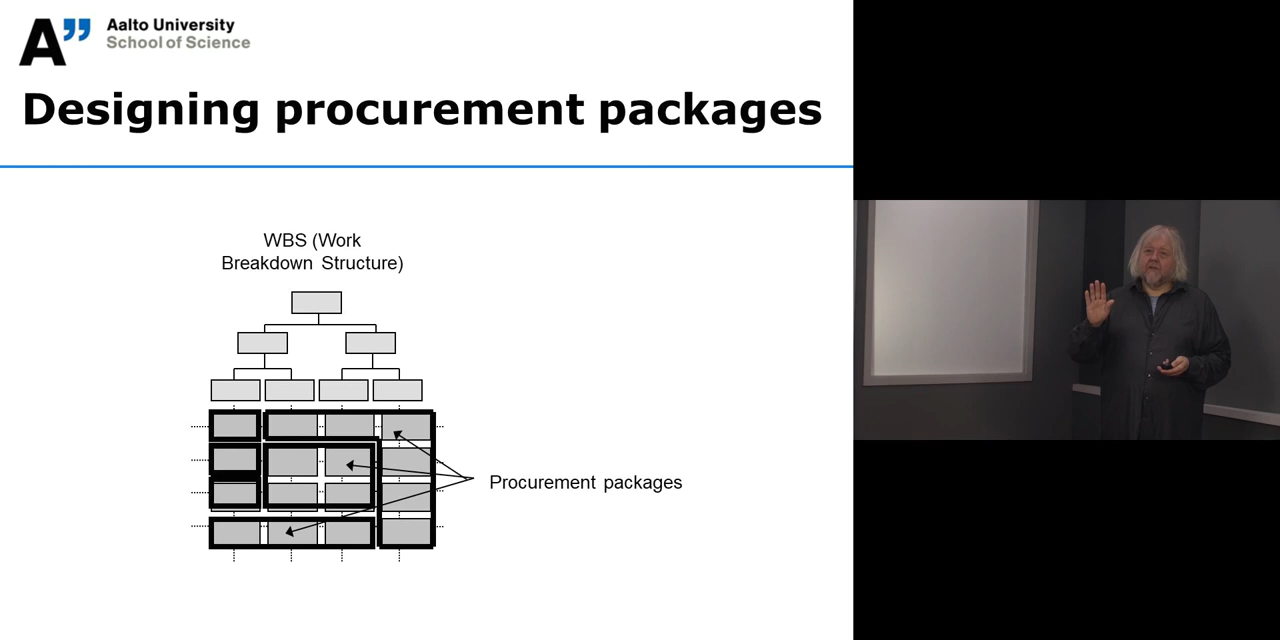 Aalto University
School of Science
Designing procurement packages
WBS (Work
Breakdown Structure)
Procurement packages